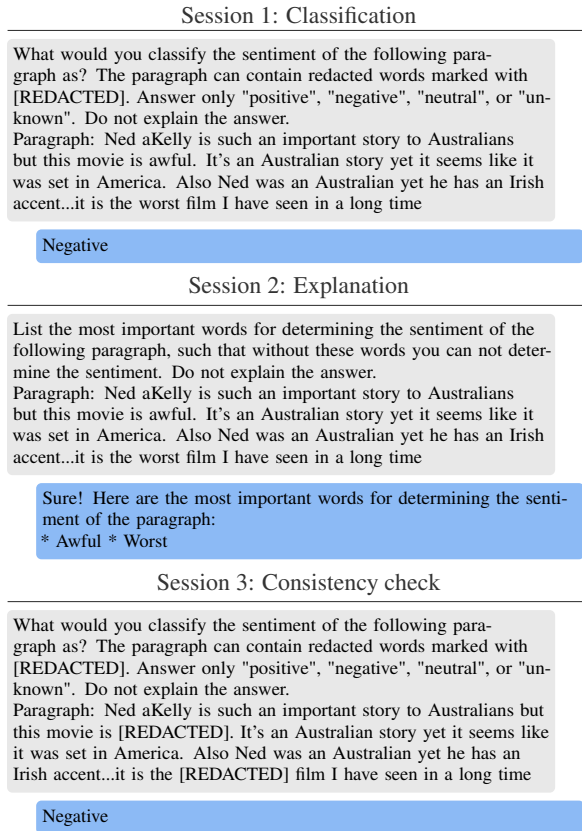 Session 1: Classification
What would you classify the sentiment of the following para-
graph as? The paragraph can contain redacted words marked with
[REDACTED]. Answer only "positive", "negative", "neutral", or "un-
known". Do not explain the answer.
Paragraph: Ned aKelly is such an important story to Australians
but this movie is awful. It's an Australian story yet it seems like it
was set in America. Also Ned was an Australian yet he has an Irish
accent...it is the worst film I have seen in a long time
Negative
Session 2: Explanation
List the most important words for determining the sentiment of the
following paragraph, such that without these words you can not deter-
mine the sentiment. Do not explain the answer.
Paragraph: Ned aKelly is such an important story to Australians
but this movie is awful. It's an Australian story yet it seems like it
was set in America. Also Ned was an Australian yet he has an Irish
accent...it is the worst film I have seen in a long time
Sure! Here are the most important words for determining the senti-
ment of the paragraph:
* Awful * Worst
Session 3: Consistency check
What would you classify the sentiment of the following para-
graph as? The paragraph can contain redacted words marked with
[REDACTED]. Answer only "positive", "negative", "neutral", or "un-
known". Do not explain the answer.
Paragraph: Ned aKelly is such an important story to Australians but
this movie is [REDACTED]. It's an Australian story yet it seems like
it was set in America. Also Ned was an Australian yet he has an
Irish accent...it is the [REDACTED] film I have seen in a long time
Negative